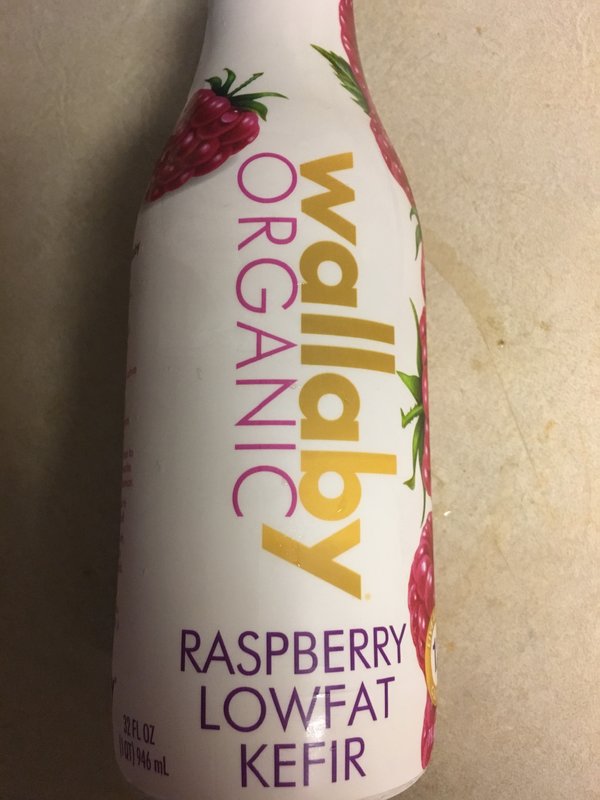 wallaby
ORGANIC
RASPBERRY
LOWFAT
KEFIR
32 FL OZ
(1 QT) 946 mL